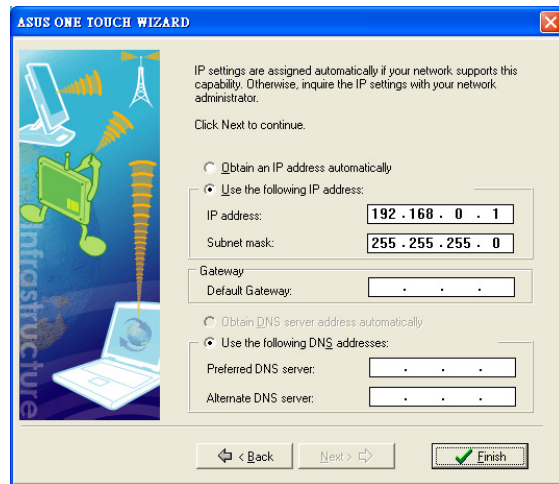 ASUS ONE TOUCH WIZARD
IP settings are assigned automatically if your network supports this
capability. Otherwise, inquire the IP settings with your network
administrator.
Click Next to continue.
Obtain an IP address automatically
Use the following IP address:
IP address: 192 . 168 . 0 . 1
Subnet mask: 255 . 255 . 255 . 0
Gateway
Default Gateway: . . .
Obtain DNS server address automatically
Use the following DNS addresses:
Preferred DNS server: . . .
Alternate DNS server: . . .
Infrastructure
< Back
Next >
Finish